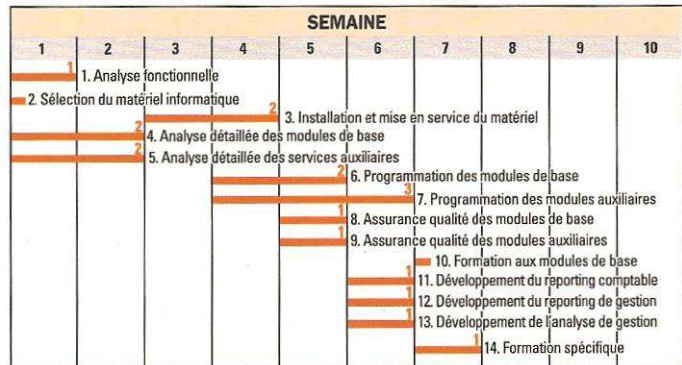 SEMAINE
1 2 3 4 5 6 7 8 9 10
1 1. Analyse fonctionnelle
2. Sélection du matériel informatique
2 3. Installation et mise en service du matériel
2 4. Analyse détaillée des modules de base
2 5. Analyse détaillée des services auxiliaires
2 6. Programmation des modules de base
3 7. Programmation des modules auxiliaires
1 8. Assurance qualité des modules de base
1 9. Assurance qualité des modules auxiliaires
10. Formation aux modules de base
1 11. Développement du reporting comptable
1 12. Développement du reporting de gestion
1 13. Développement de l'analyse de gestion
1 14. Formation spécifique